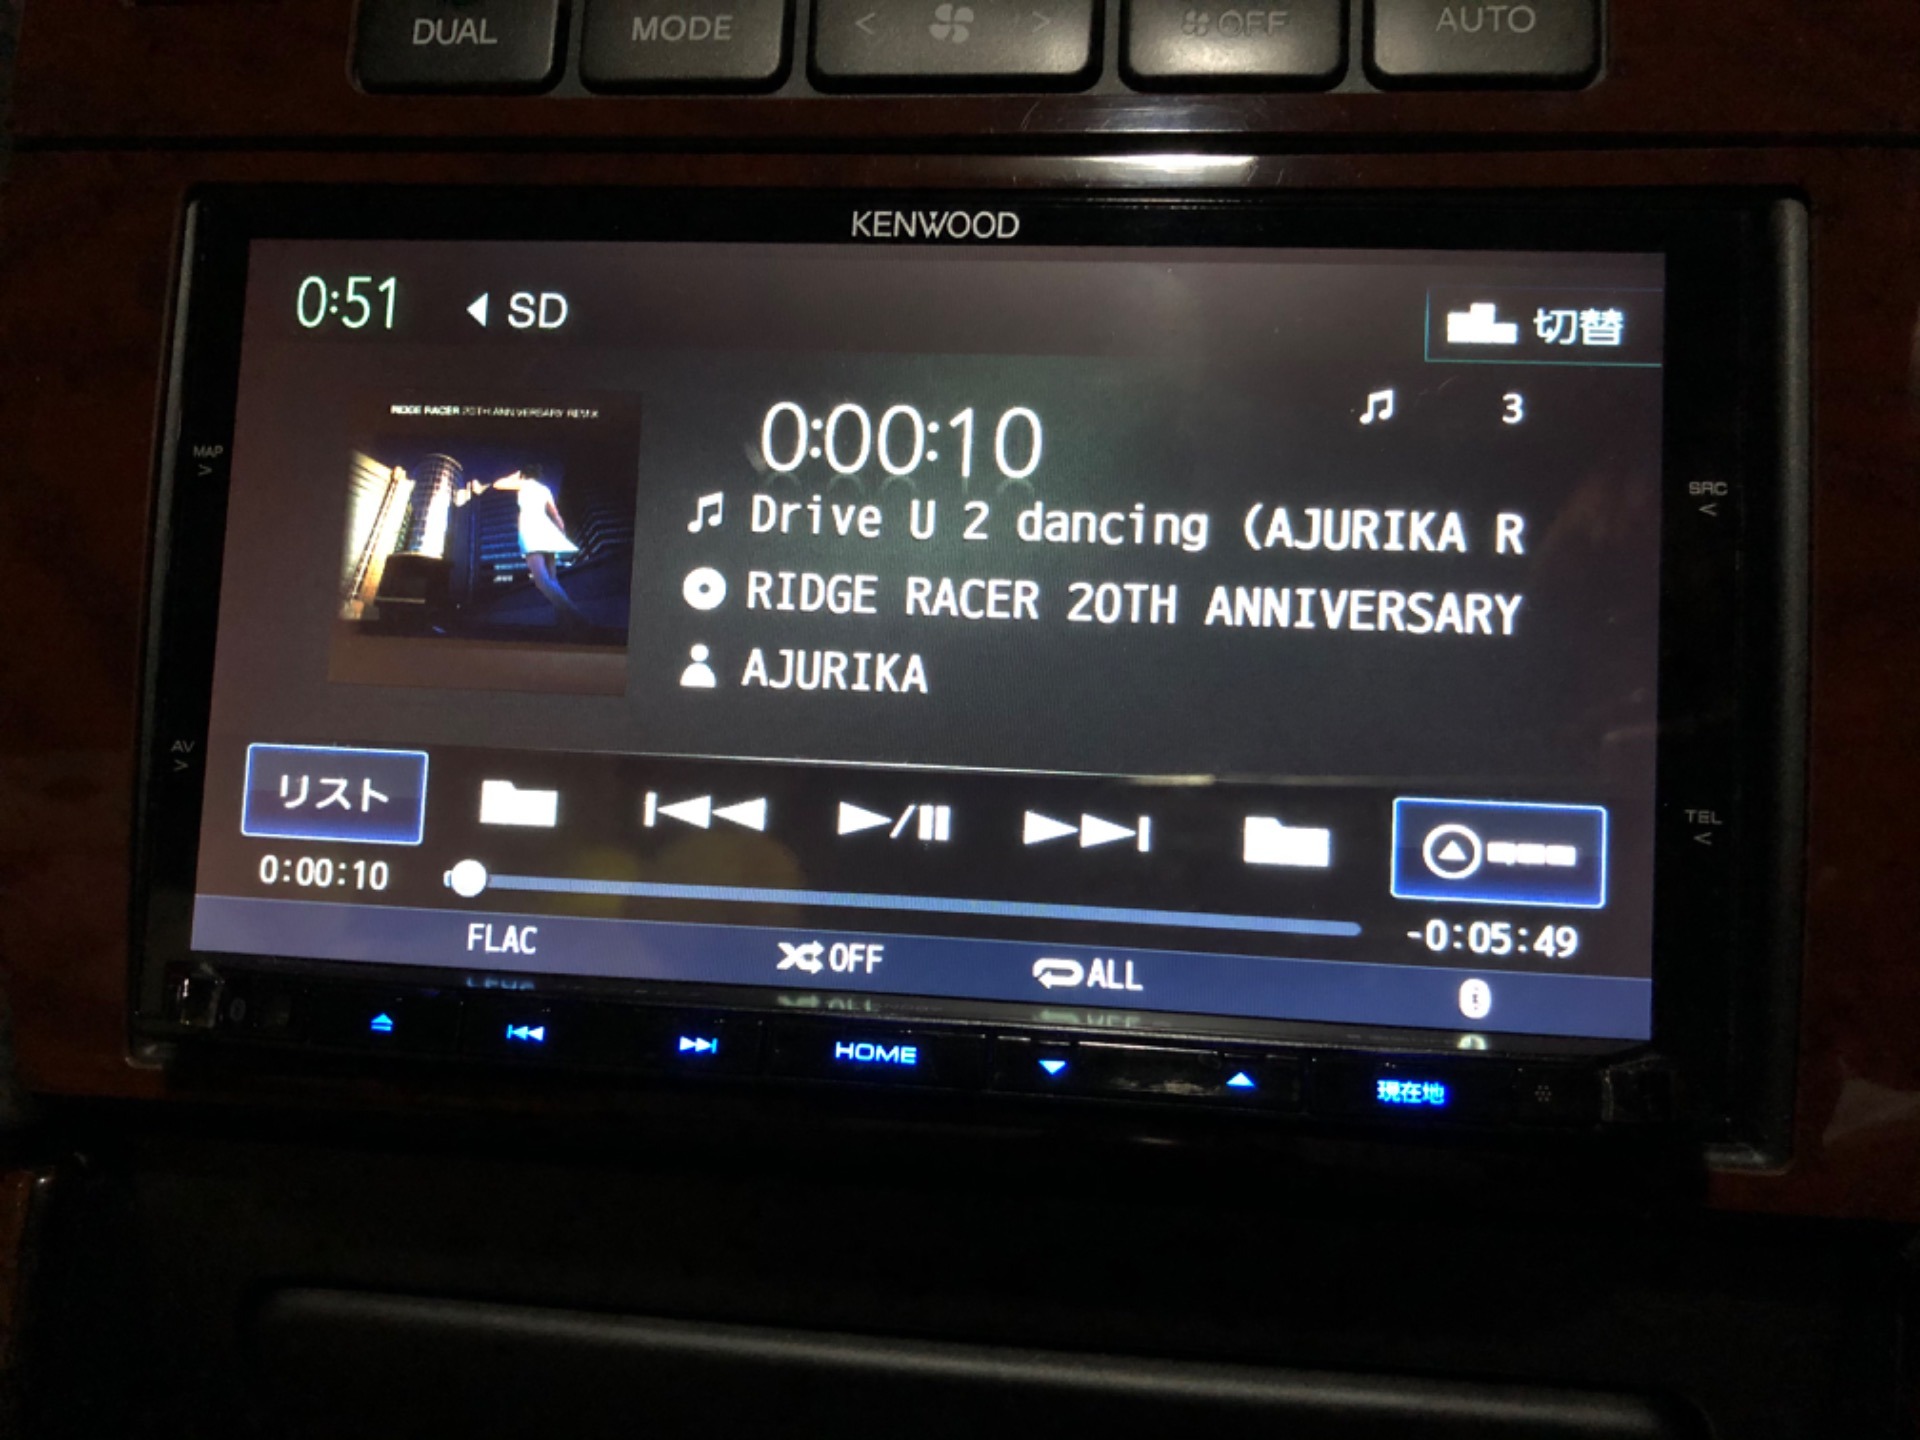 DUAL
MODE
OFF
AUTO
KENWOOD
0:51
SD
切替
RIDGE RACER 20TH ANNIVERSARY REMIX
0:00:10
3
MAP
SRC
Drive U 2 dancing (AJURIKA R
RIDGE RACER 20TH ANNIVERSARY
AJURIKA
AV
TEL
リスト
0:00:10
-0:05:49
FLAC
OFF
ALL
HOME
現在地